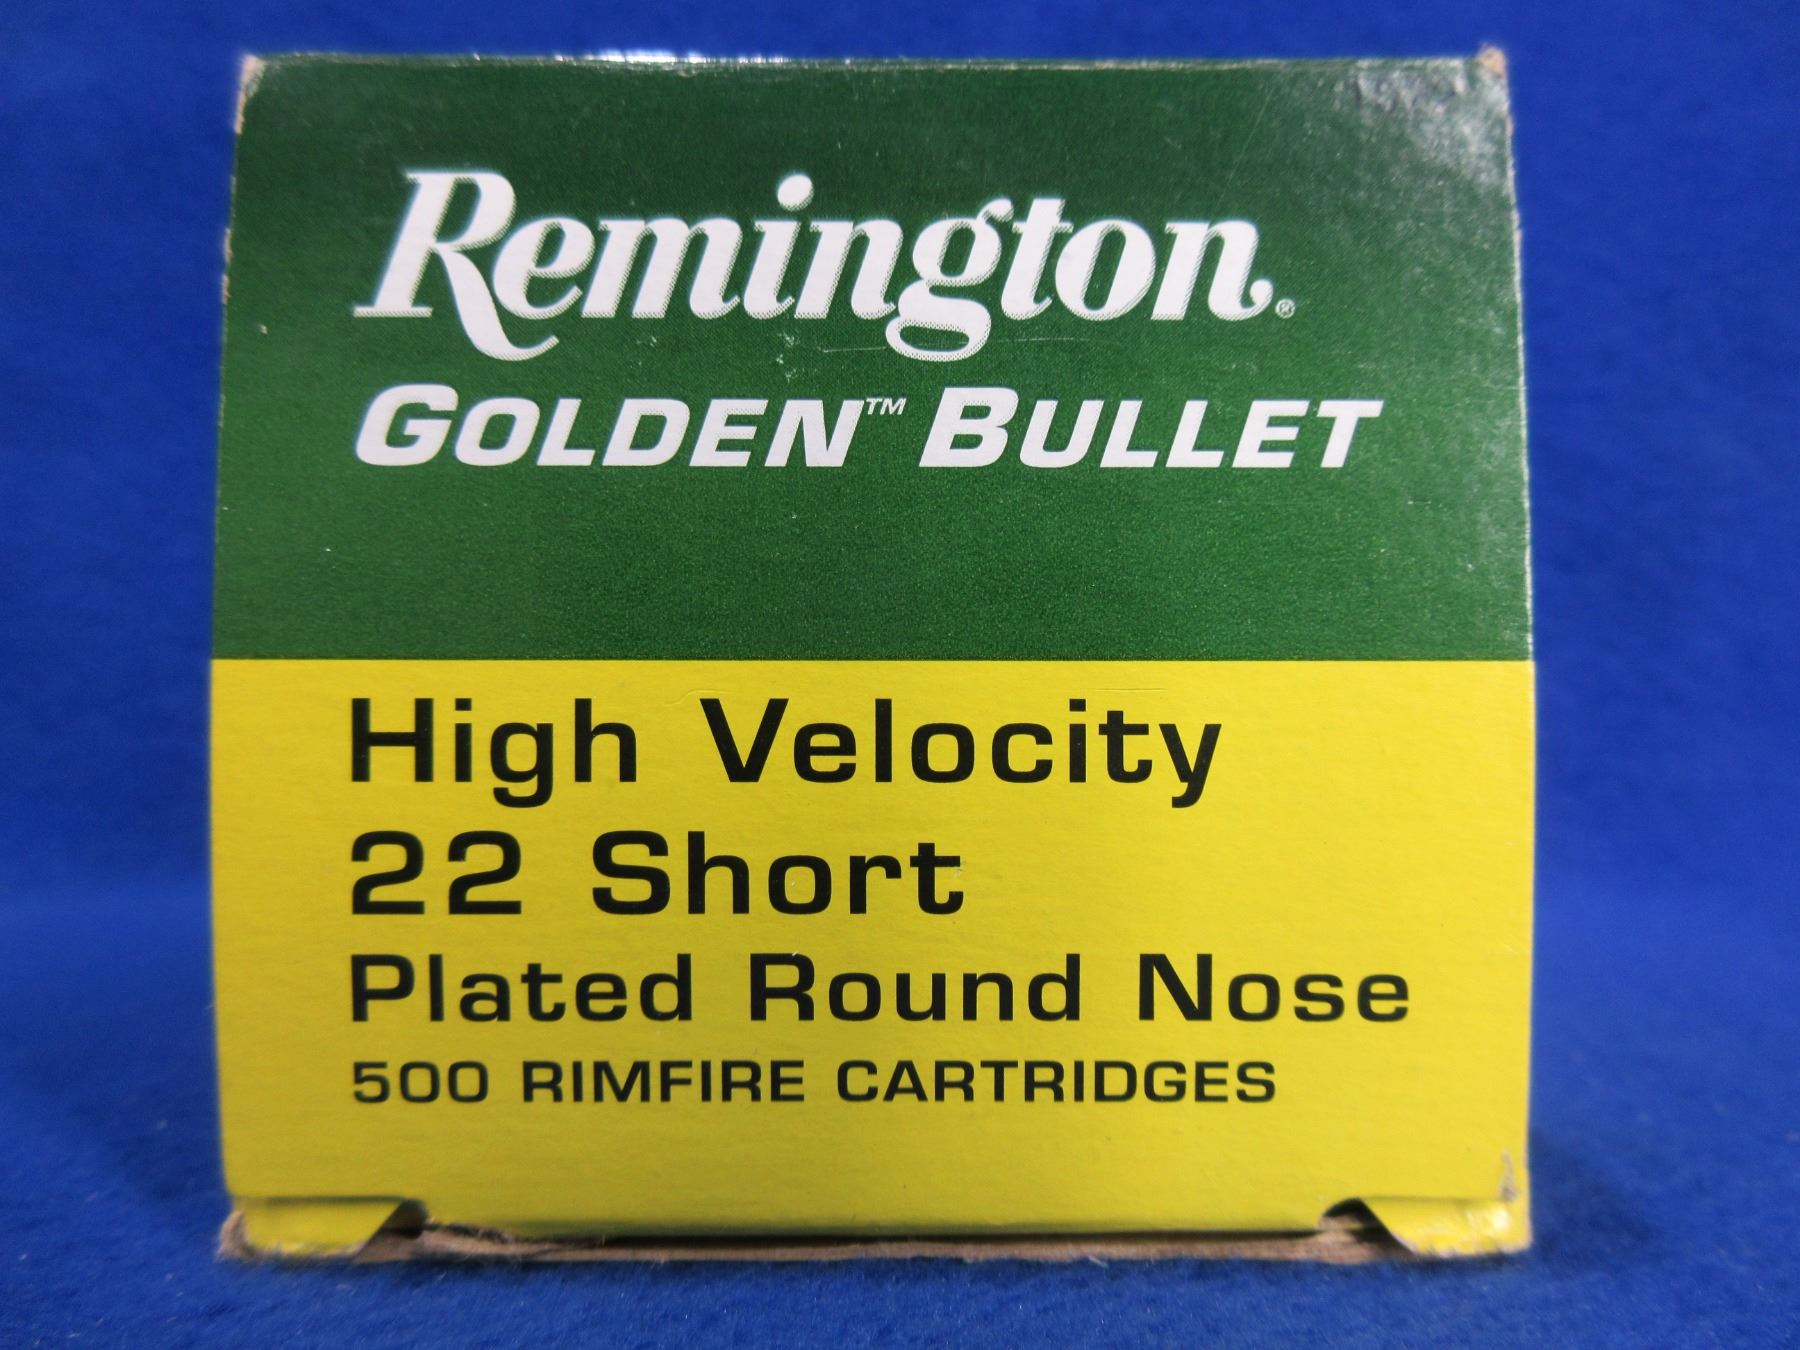 Remington®
GOLDEN™ BULLET
High Velocity
22 Short
Plated Round Nose
500 RIMFIRE CARTRIDGES